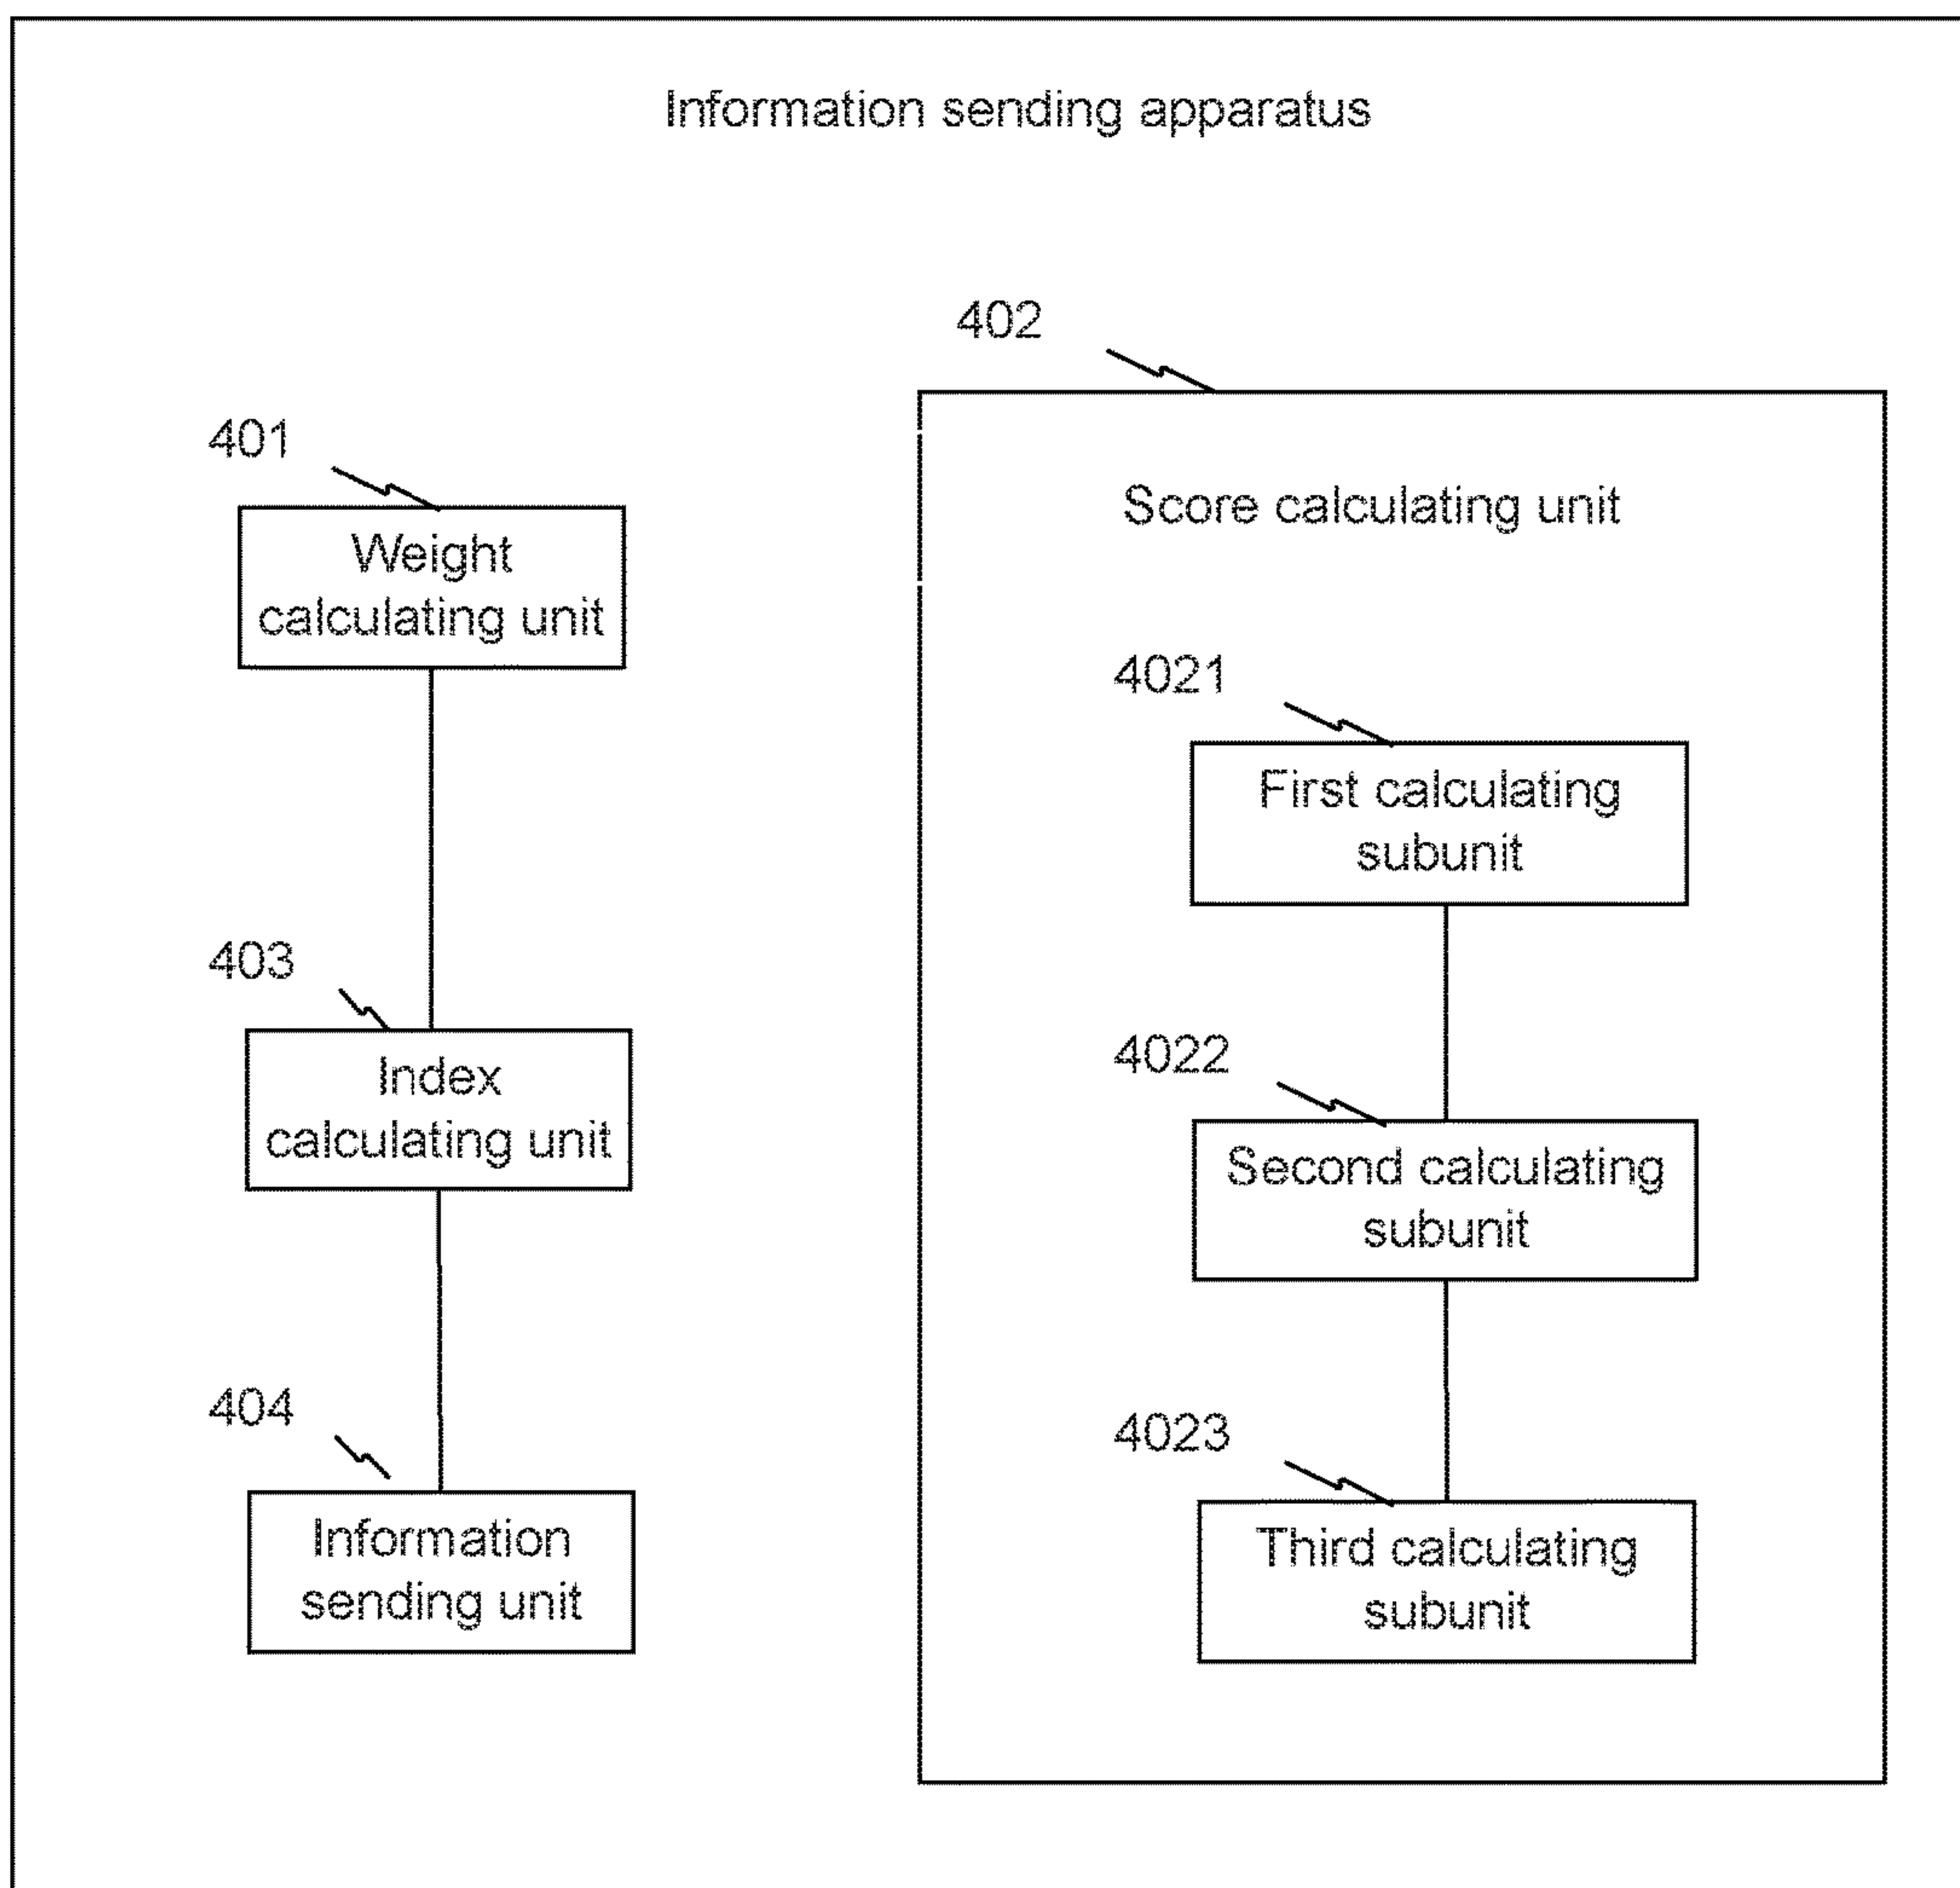 Information sending apparatus
402
401
Score calculating unit
Weight
calculating unit
4021
First calculating
subunit
403
4022
Index
calculating unit
Second calculating
subunit
404
4023
Information
sending unit
Third calculating
subunit